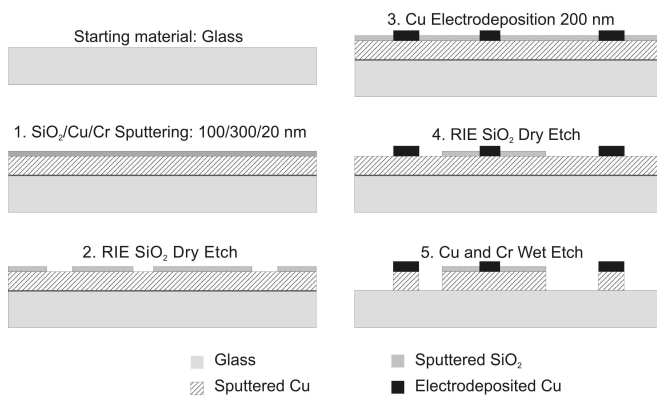 Starting material: Glass
1. SiO₂/Cu/Cr Sputtering: 100/300/20 nm
2. RIE SiO₂ Dry Etch
3. Cu Electrodeposition 200 nm
4. RIE SiO₂ Dry Etch
5. Cu and Cr Wet Etch
Glass
Sputtered Cu
Sputtered SiO₂
Electrodeposited Cu